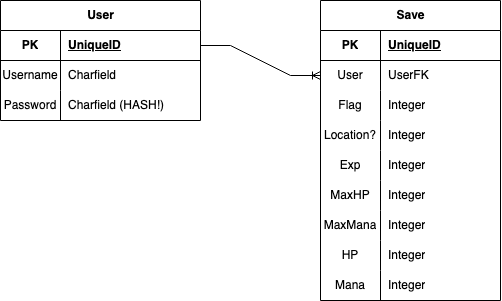 User
PK UniqueID
Username Charfield
Password Charfield (HASH!)
Save
PK UniqueID
User UserFK
Flag Integer
Location? Integer
Exp Integer
MaxHP Integer
MaxMana Integer
HP Integer
Mana Integer